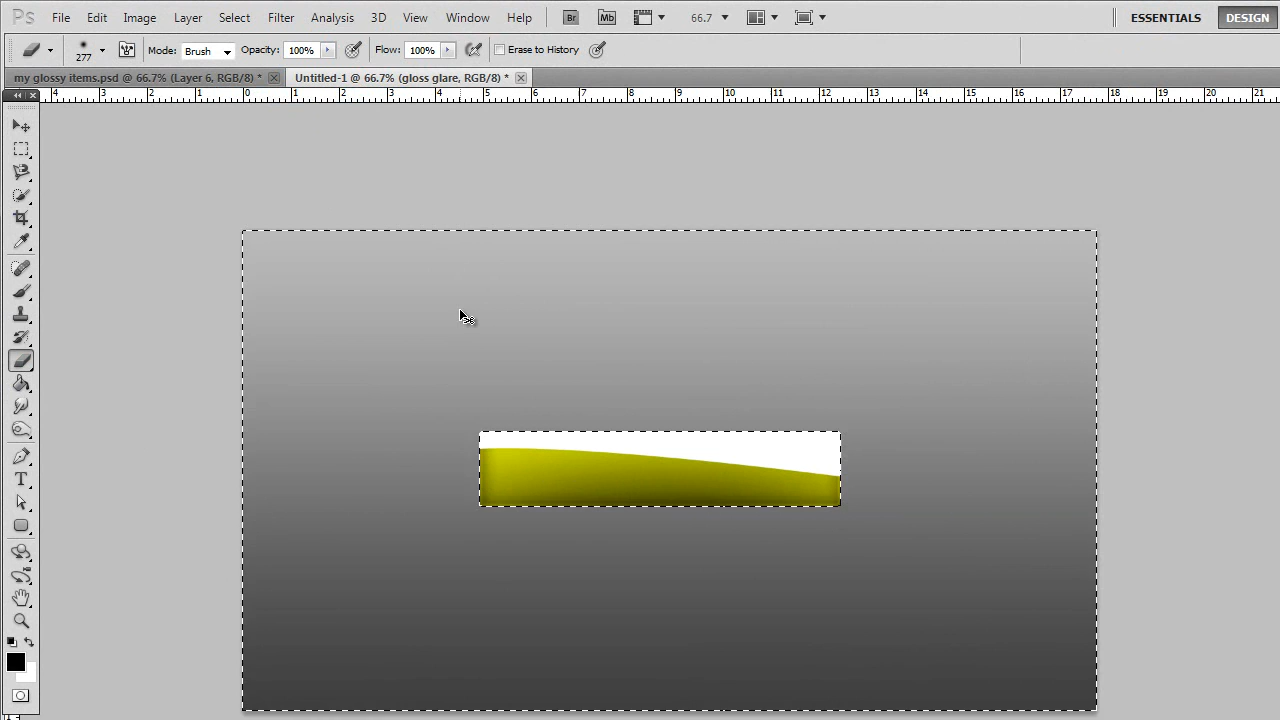 Ps File Edit Image Layer Select Filter Analysis 3D View Window Help Br Mb 66.7 ESSENTIALS DESIGN
277 Mode: Brush Opacity: 100% Flow: 100% Erase to History
my glossy items.psd @ 66.7% (Layer 6, RGB/8) * Untitled-1 @ 66.7% (gloss glare, RGB/8) *
4 3 2 1 0 1 2 3 4 5 6 7 8 9 10 11 12 13 14 15 16 17 18 19 20 21
T